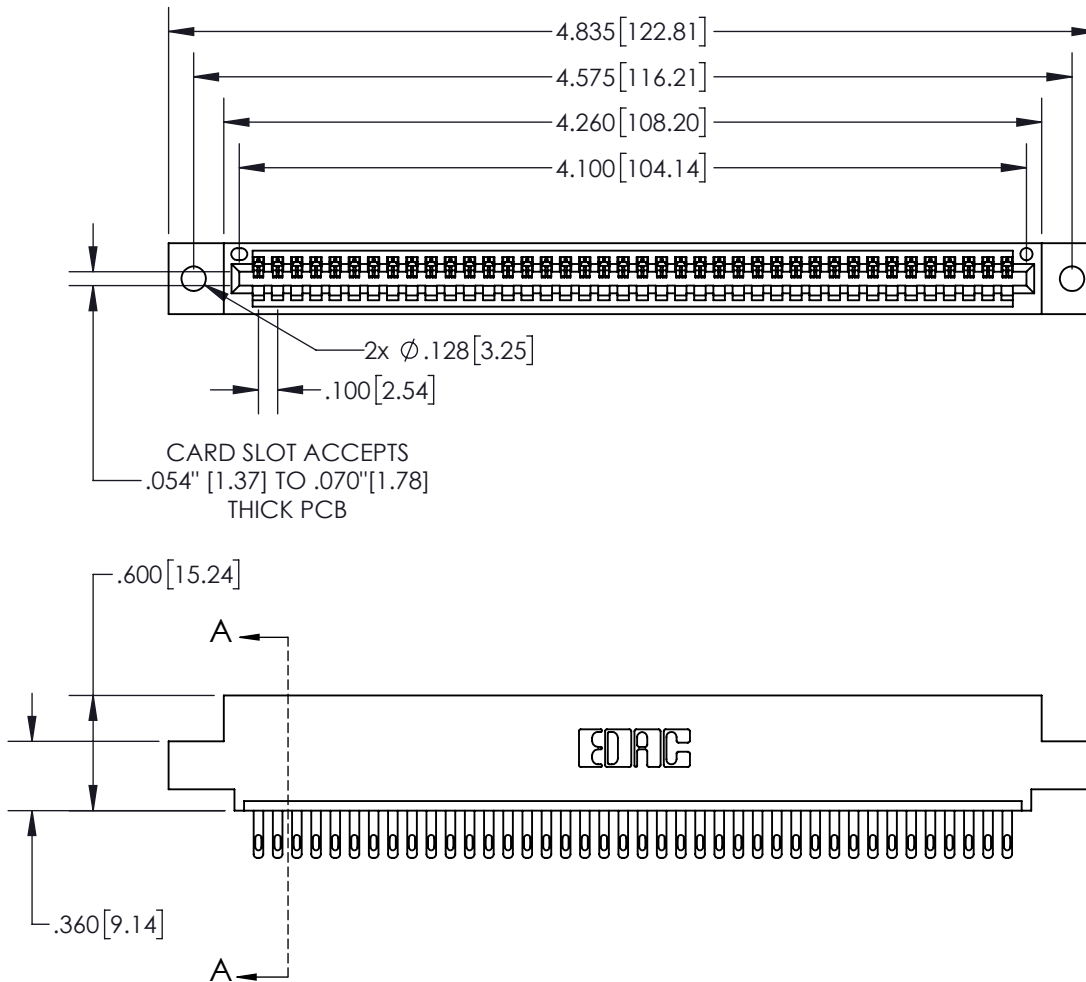 4.835[122.81]
4.575[116.21]
4.260[108.20]
4.100[104.14]
2x Ø.128[3.25]
.100[2.54]
CARD SLOT ACCEPTS
.054" [1.37] TO .070"[1.78]
THICK PCB
.600[15.24]
A
EDAC
.360[9.14]
A